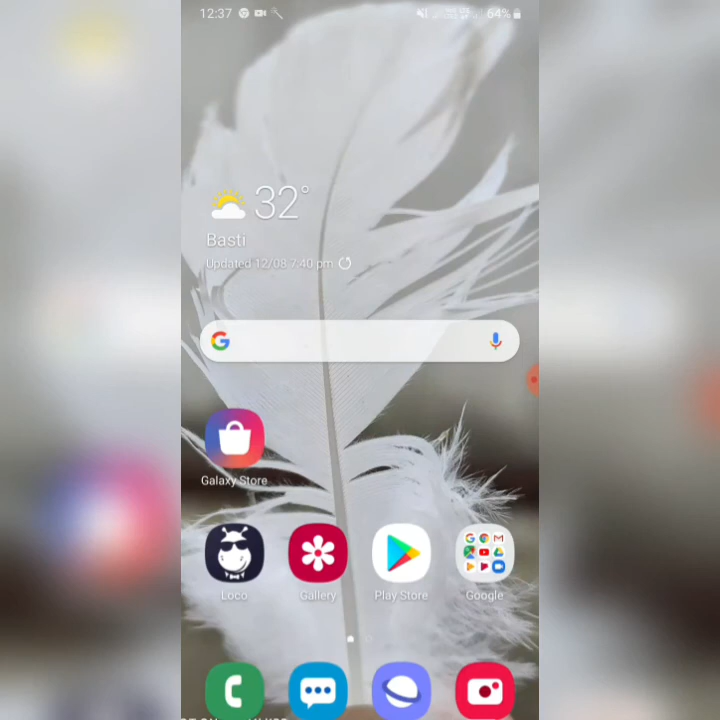 12:37
64%
32°
Basti
Updated 12/08 7:40 pm
Galaxy Store
Loco
Gallery
Play Store
Google